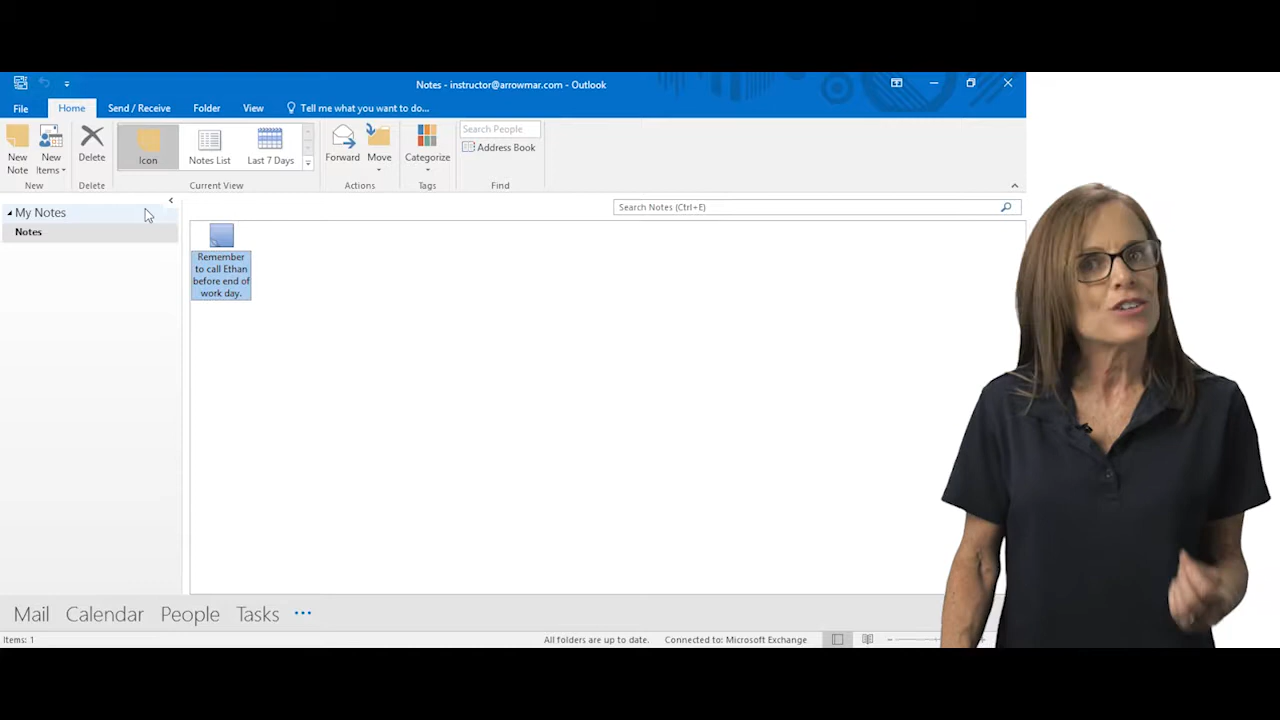 Notes - instructor@arrowmar.com - Outlook
File Home Send / Receive Folder View Tell me what you want to do...
New Note
New Items
Delete
Icon
Notes List
Last 7 Days
Forward
Move
Categorize
Search People
Address Book
New Delete Current View Actions Tags Find
My Notes
Notes
Search Notes (Ctrl+E)
Remember
to call Ethan
before end of
work day.
Mail Calendar People Tasks ...
Items: 1 All folders are up to date. Connected to: Microsoft Exchange